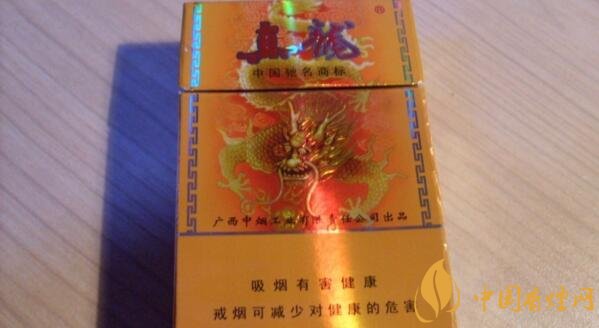 真龙
®
中国驰名商标
广西中烟工业有限责任公司出品
吸烟有害健康
戒烟可减少对健康的危害
中国香烟网